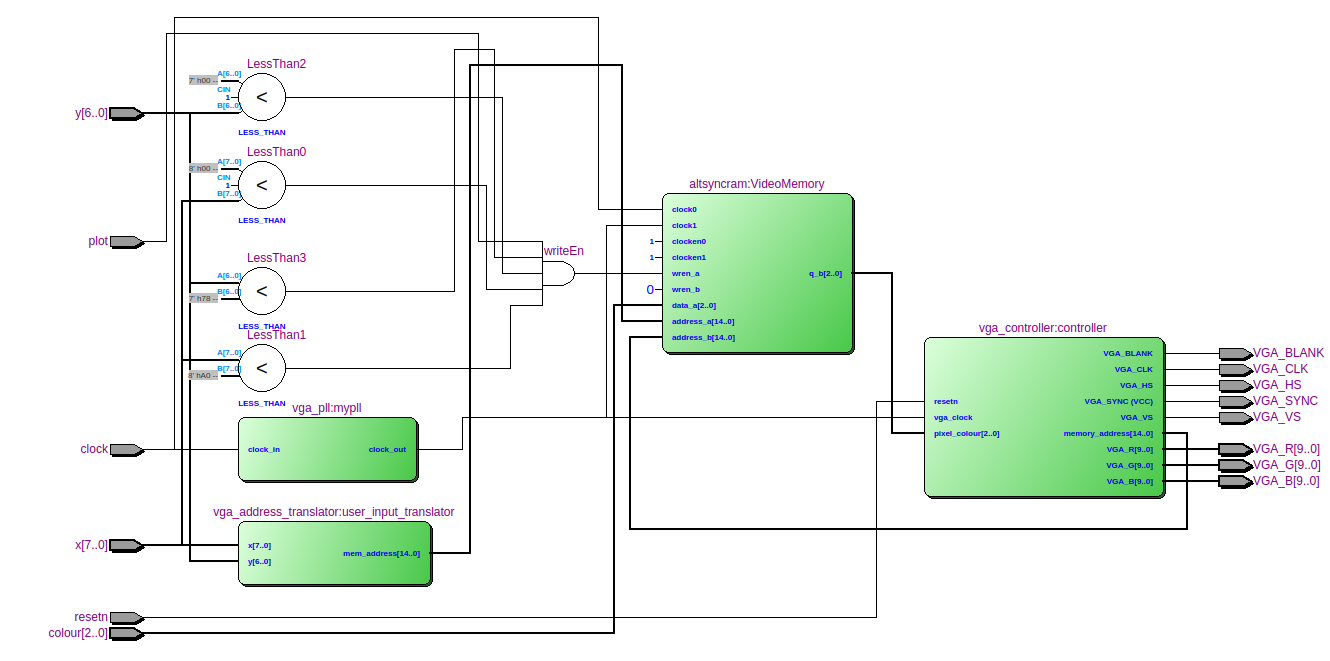 LessThan2
7' h00 --
A[6..0]
CIN
1
B[6..0]
<
LESS_THAN
y[6..0]
LessThan0
8' h00 --
A[7..0]
CIN
1
B[7..0]
<
LESS_THAN
plot
LessThan3
A[6..0]
B[6..0]
7' h78 --
<
LESS_THAN
LessThan1
A[7..0]
B[7..0]
8' hA0 --
<
LESS_THAN
writeEn
altsyncram:VideoMemory
clock0
clock1
1 clocken0
1 clocken1
wren_a
q_b[2..0]
0 wren_b
data_a[2..0]
address_a[14..0]
address_b[14..0]
vga_pll:mypll
clock
clock_in clock_out
vga_address_translator:user_input_translator
x[7..0]
x[7..0]
y[6..0]
mem_address[14..0]
resetn
colour[2..0]
vga_controller:controller
resetn
vga_clock
pixel_colour[2..0]
VGA_BLANK VGA_BLANK
VGA_CLK VGA_CLK
VGA_HS VGA_HS
VGA_SYNC (VCC) VGA_SYNC
VGA_VS VGA_VS
memory_address[14..0]
VGA_R[9..0] VGA_R[9..0]
VGA_G[9..0] VGA_G[9..0]
VGA_B[9..0] VGA_B[9..0]